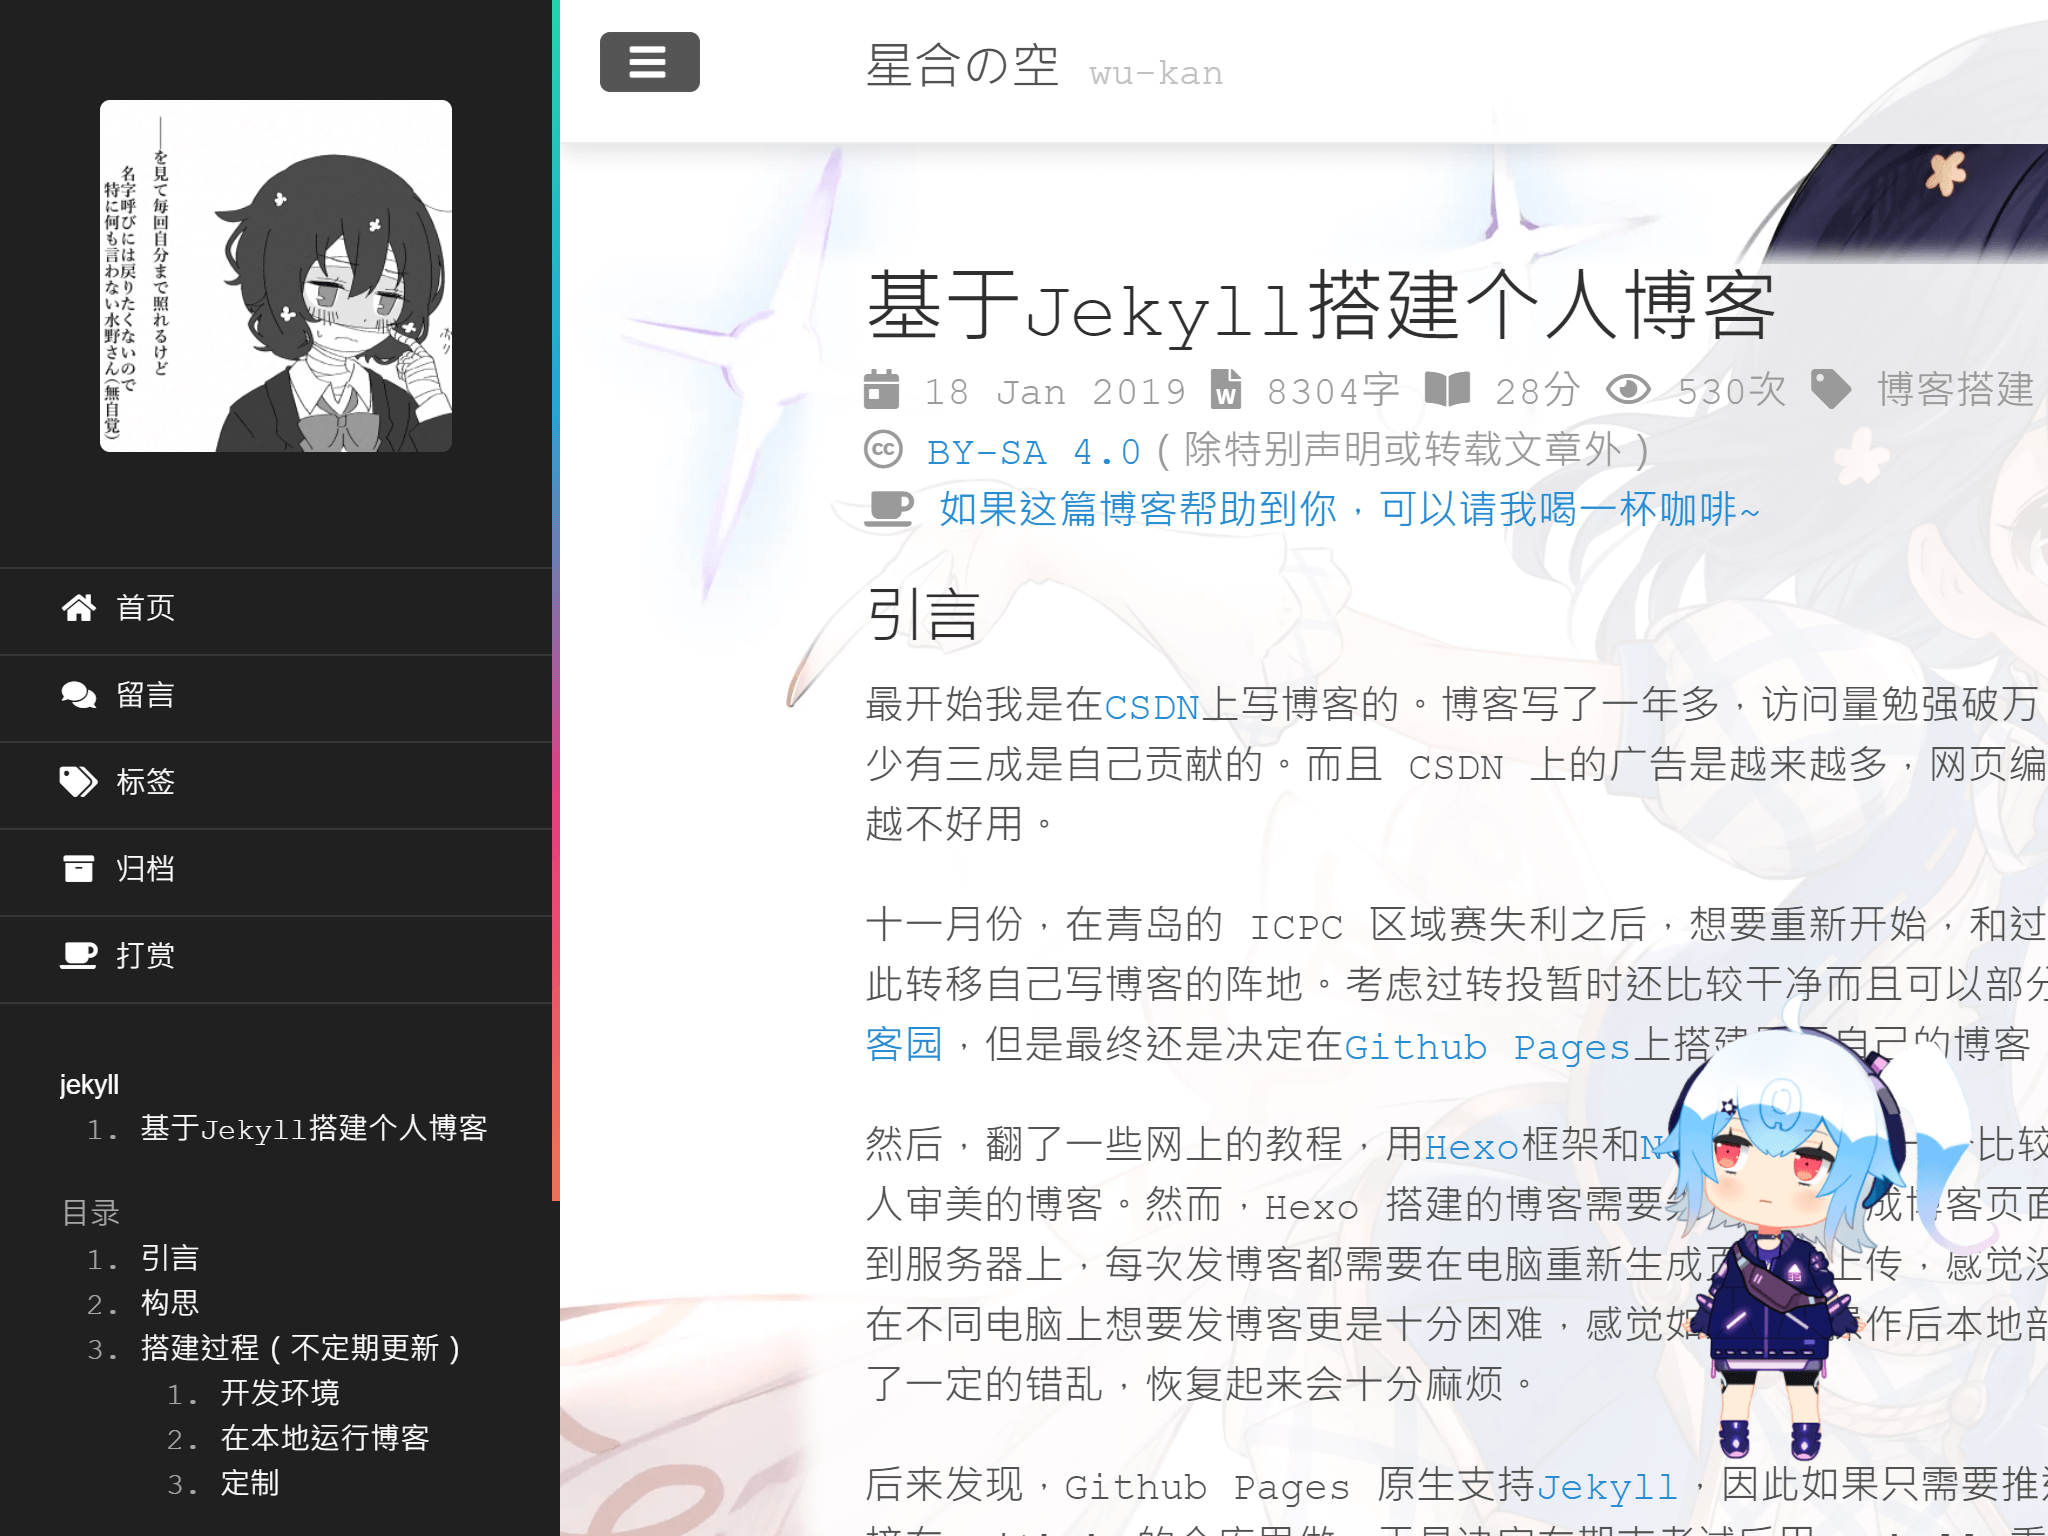 ——を見て毎回自分まで照れるけど
名字呼びには戻りたくないので
特に何も言わない水野さん(無自覚)
首页
留言
标签
归档
打赏
jekyll
1. 基于Jekyll搭建个人博客
目录
1. 引言
2. 构思
3. 搭建过程（不定期更新）
1. 开发环境
2. 在本地运行博客
3. 定制
星合の空 wu-kan
基于Jekyll搭建个人博客
18 Jan 2019 8304字 28分 530次 博客搭建
BY-SA 4.0（除特别声明或转载文章外）
如果这篇博客帮助到你，可以请我喝一杯咖啡~
引言
最开始我是在CSDN上写博客的。博客写了一年多，访问量勉强破万
少有三成是自己贡献的。而且 CSDN 上的广告是越来越多，网页编
越不好用。
十一月份，在青岛的 ICPC 区域赛失利之后，想要重新开始，和过
此转移自己写博客的阵地。考虑过转投暂时还比较干净而且可以部分
客园，但是最终还是决定在Github Pages上搭建 自己的博客
然后，翻了一些网上的教程，用Hexo框架和 比较
人审美的博客。然而，Hexo 搭建的博客需要 成博客页面
到服务器上，每次发博客都需要在电脑重新生成 上传，感觉没
在不同电脑上想要发博客更是十分困难，感觉如 操作后本地部
了一定的错乱，恢复起来会十分麻烦。
后来发现，Github Pages 原生支持Jekyll，因此如果只需要推送